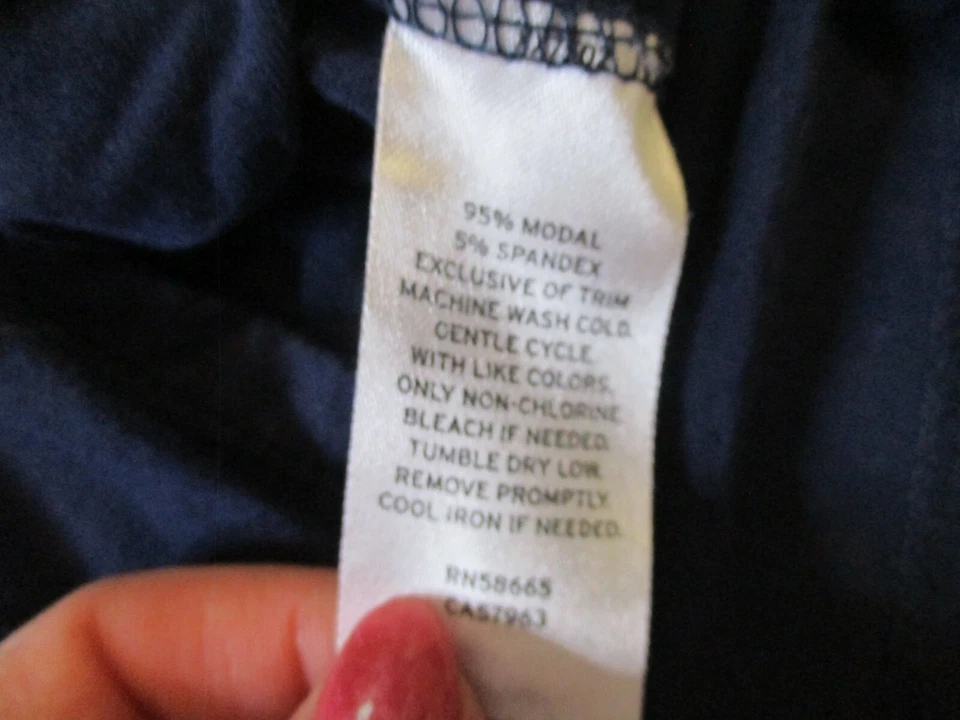 95% MODAL
5% SPANDEX
EXCLUSIVE OF TRIM
MACHINE WASH COLD.
GENTLE CYCLE.
WITH LIKE COLORS.
ONLY NON-CHLORINE
BLEACH IF NEEDED.
TUMBLE DRY LOW.
REMOVE PROMPTLY.
COOL IRON IF NEEDED.
RN58665
CA57963